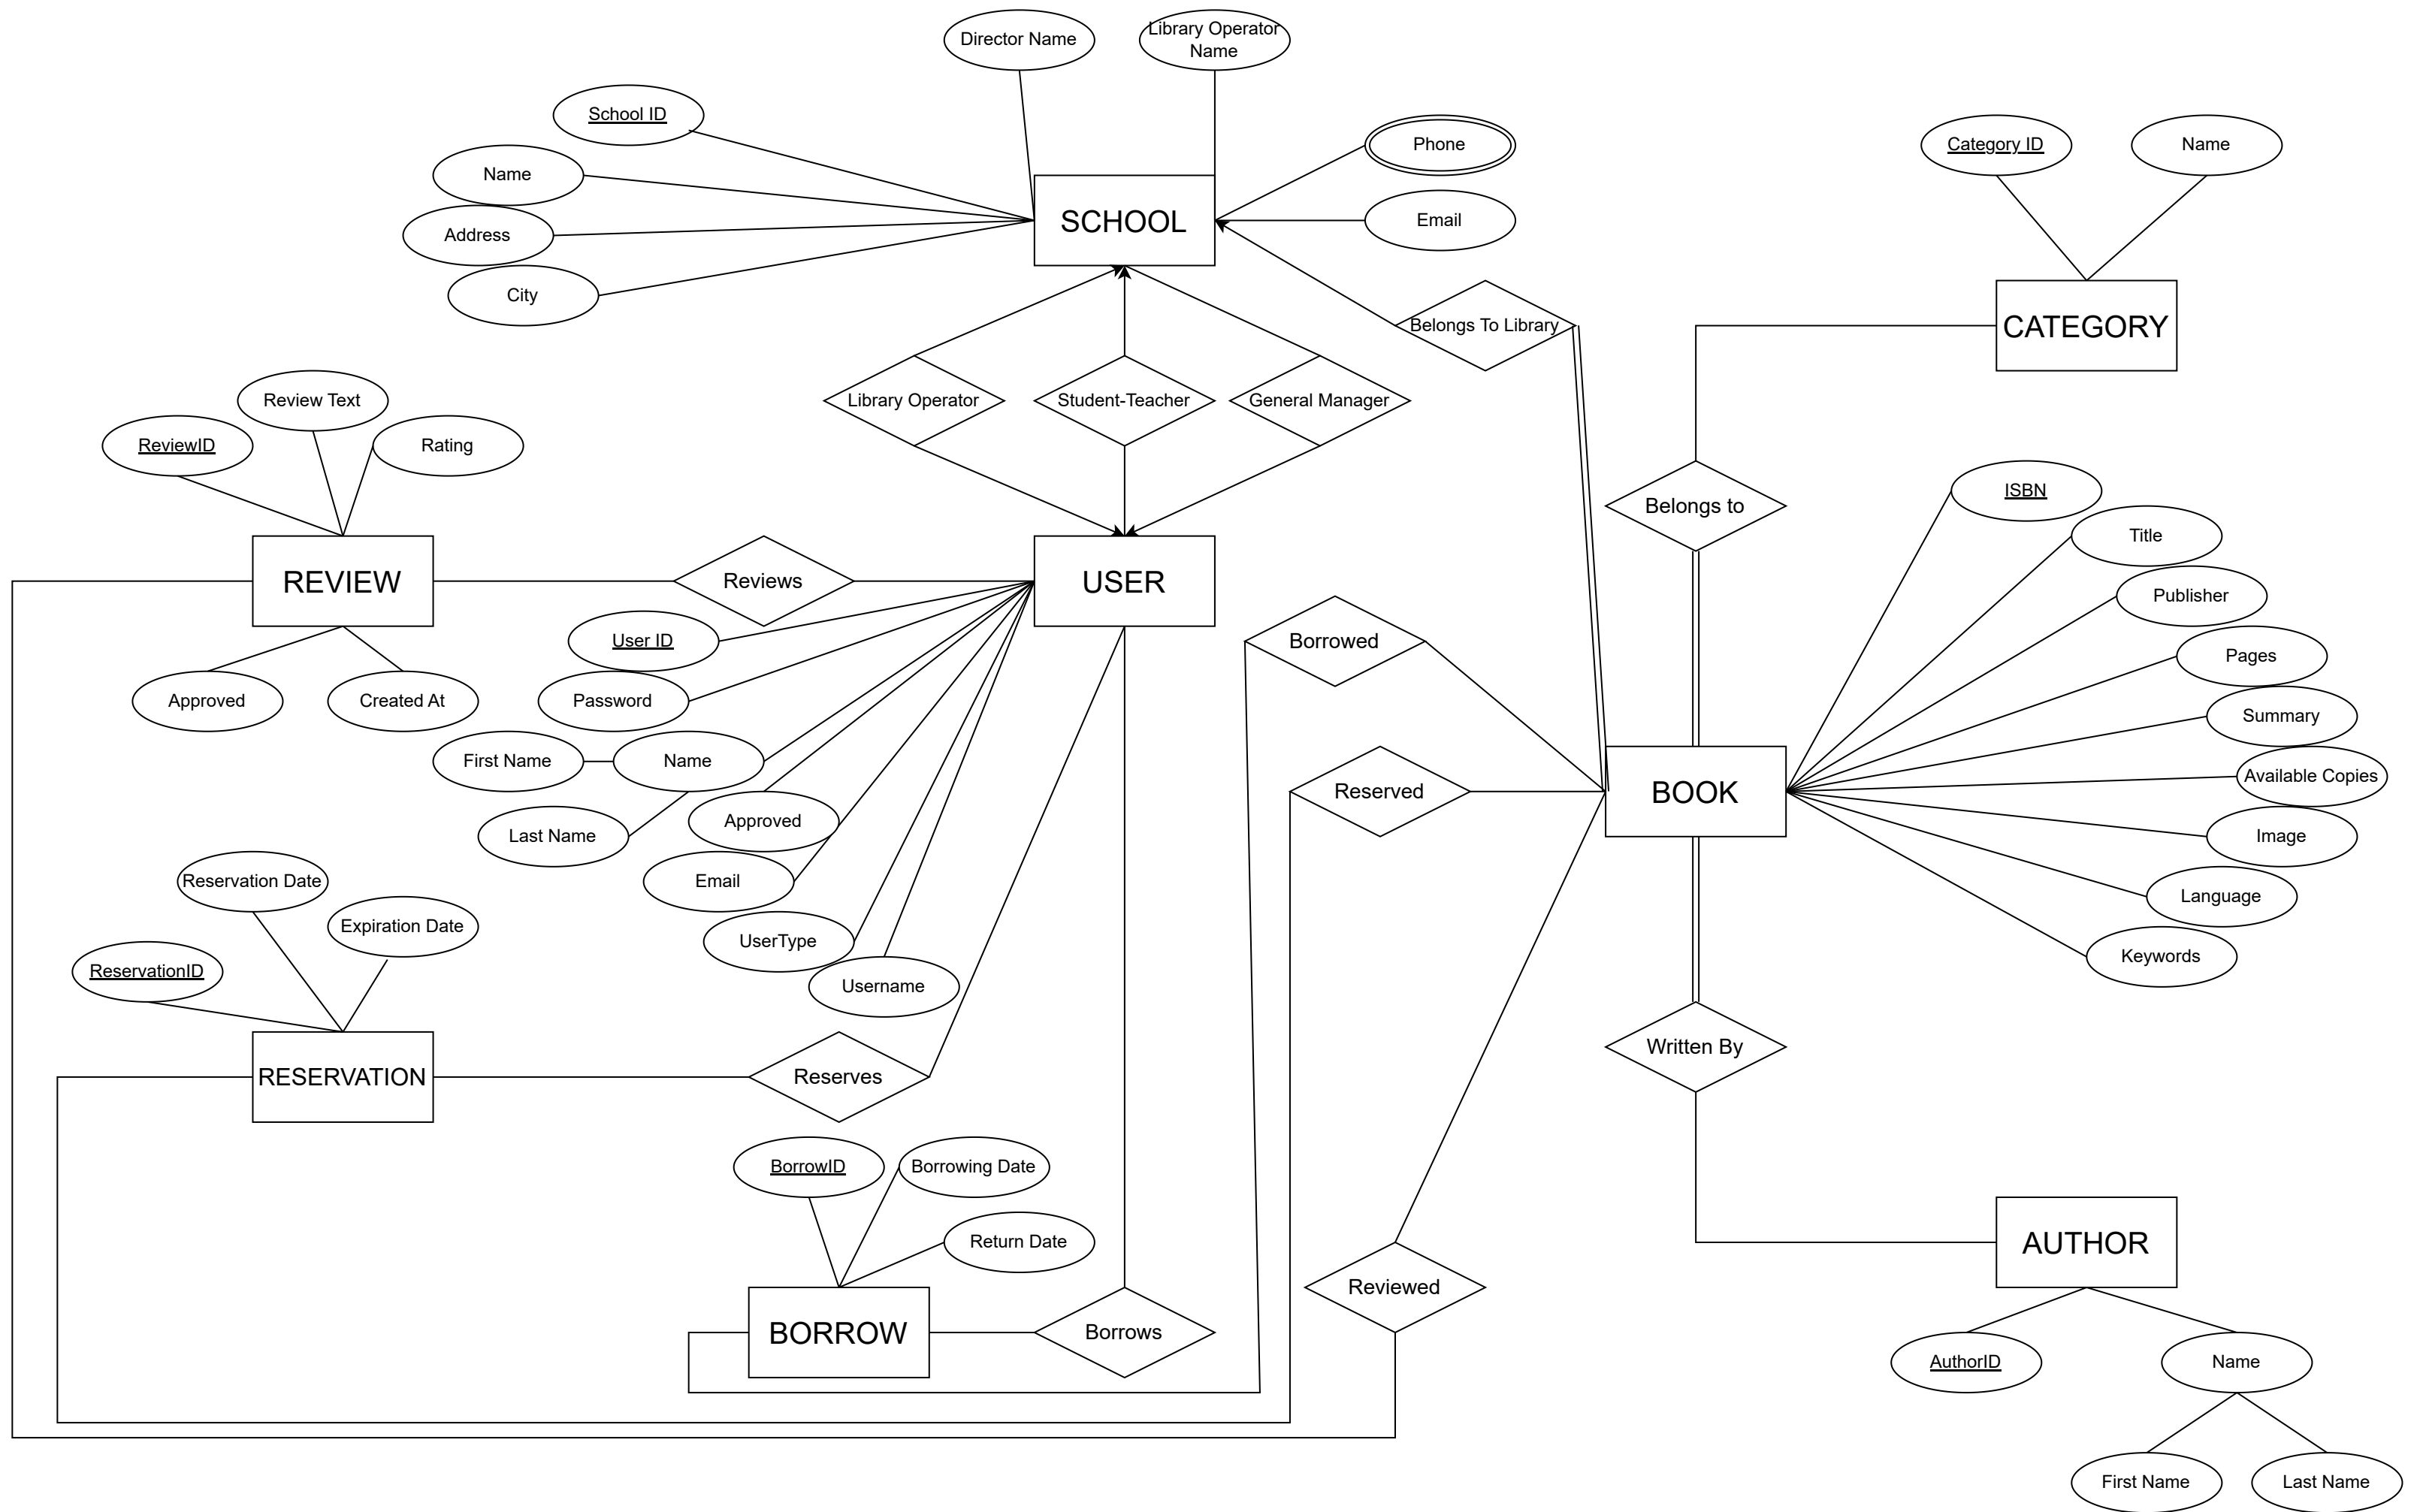 Director Name
Library Operator
Name
School ID
Phone
Category ID
Name
Name
Address
SCHOOL
Email
City
Belongs To Library
CATEGORY
Review Text
Library Operator
Student-Teacher
General Manager
ReviewID
Rating
ISBN
Belongs to
Title
REVIEW
Reviews
USER
Publisher
User ID
Borrowed
Pages
Approved
Created At
Password
Summary
First Name
Name
Available Copies
Reserved
BOOK
Last Name
Approved
Image
Reservation Date
Email
Language
Expiration Date
UserType
Keywords
ReservationID
Username
Written By
RESERVATION
Reserves
BorrowID
Borrowing Date
Return Date
AUTHOR
Reviewed
BORROW
Borrows
AuthorID
Name
First Name
Last Name